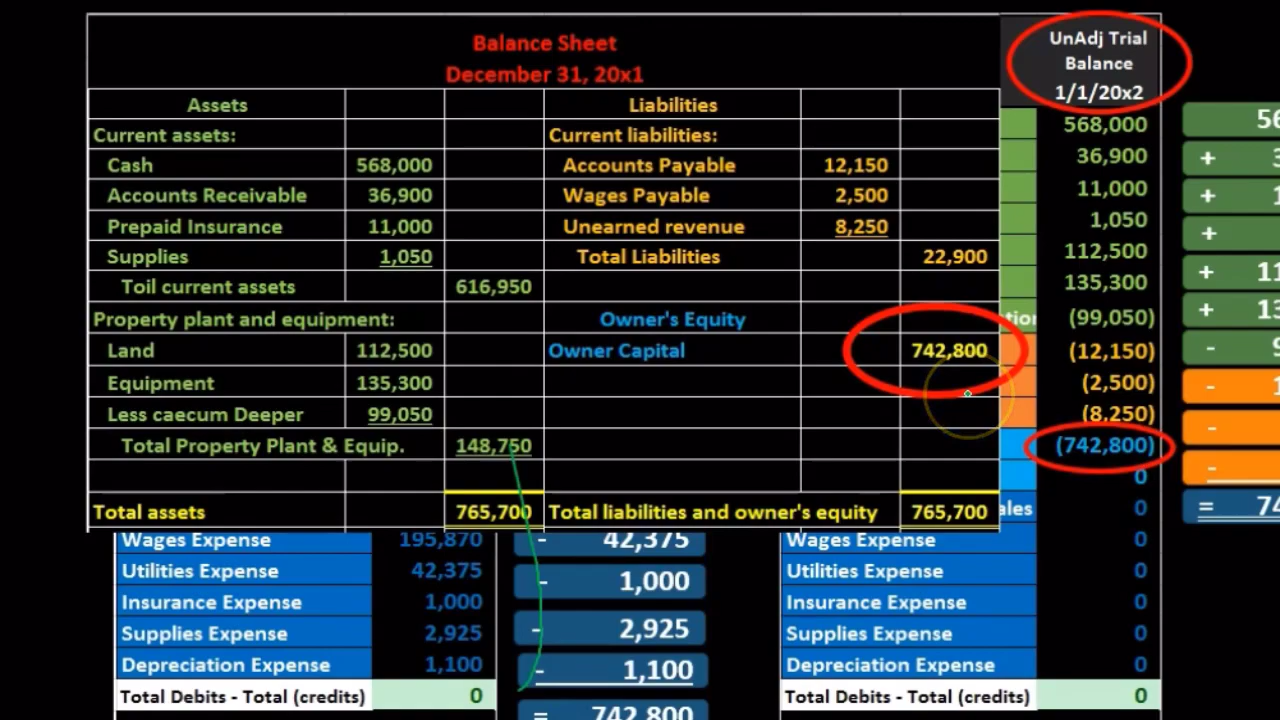 Balance Sheet
December 31, 20x1
UnAdj Trial
Balance
1/1/20x2
Assets Liabilities
Current assets: Current liabilities:
Cash 568,000 Accounts Payable 12,150
Accounts Receivable 36,900 Wages Payable 2,500
Prepaid Insurance 11,000 Unearned revenue 8,250
Supplies 1,050 Total Liabilities 22,900
Toil current assets 616,950
Property plant and equipment: Owner's Equity
Land 112,500 Owner Capital 742,800
Equipment 135,300
Less caecum Deeper 99,050
Total Property Plant & Equip. 148,750
Total assets 765,700 Total liabilities and owner's equity 765,700
568,000
36,900
11,000
1,050
112,500
135,300
(99,050)
(12,150)
(2,500)
(8,250)
(742,800)
0
0
+
+
+
+
+
-
-
-
-
=
Wages Expense 195,870 - 42,375 Wages Expense 0
Utilities Expense 42,375 - 1,000 Utilities Expense 0
Insurance Expense 1,000 Insurance Expense 0
Supplies Expense 2,925 - 2,925 Supplies Expense 0
Depreciation Expense 1,100 - 1,100 Depreciation Expense 0
Total Debits - Total (credits) 0 Total Debits - Total (credits) 0
= 742,800